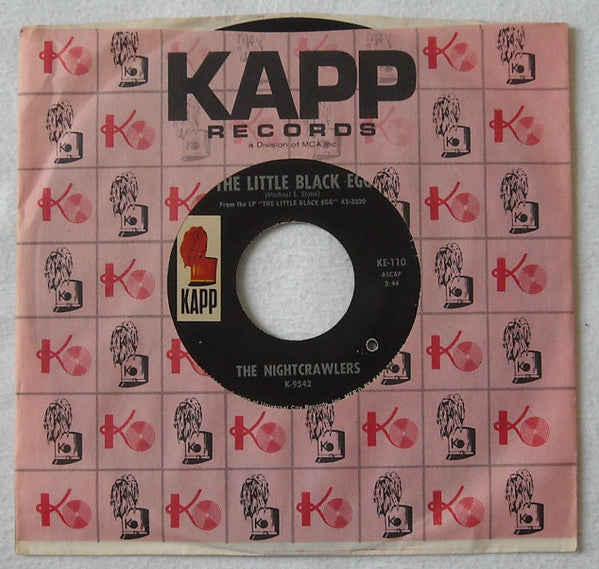 KAPP
RECORDS
a Division of MCA, Inc
THE LITTLE BLACK EGG
(Michael S. Stone)
From the LP "THE LITTLE BLACK EGG" KS-3520
KAPP
KE-110
ASCAP
2:44
THE NIGHTCRAWLERS
K-9542